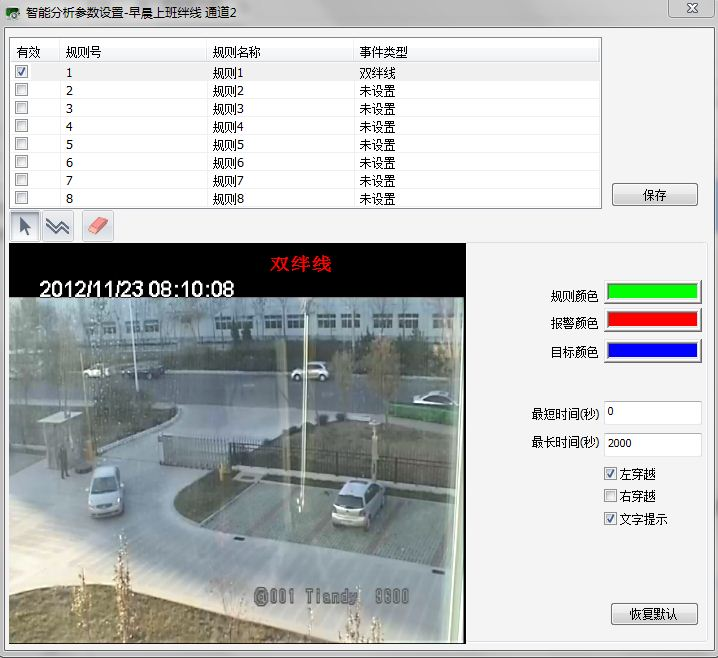 智能分析参数设置-早晨上班绊线 通道2
有效 规则号 规则名称 事件类型
1 规则1 双绊线
2 规则2 未设置
3 规则3 未设置
4 规则4 未设置
5 规则5 未设置
6 规则6 未设置
7 规则7 未设置
8 规则8 未设置
保存
双绊线
2012/11/23 08:10:08
规则颜色
报警颜色
目标颜色
最短时间(秒) 0
最长时间(秒) 2000
左穿越
右穿越
文字提示
@001 Tiandy 9600
恢复默认